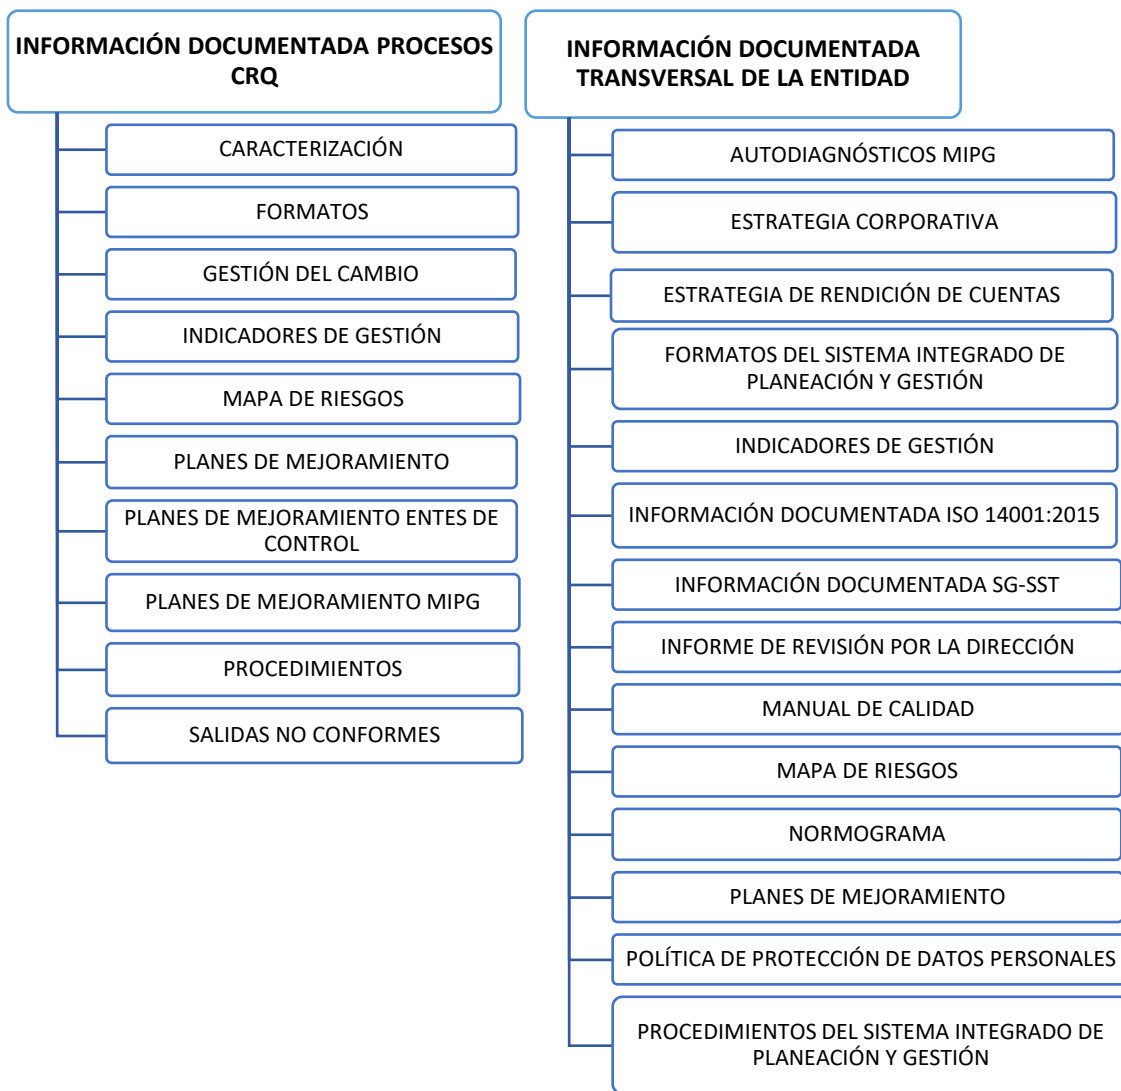 INFORMACIÓN DOCUMENTADA PROCESOS
CRQ
CARACTERIZACIÓN
FORMATOS
GESTIÓN DEL CAMBIO
INDICADORES DE GESTIÓN
MAPA DE RIESGOS
PLANES DE MEJORAMIENTO
PLANES DE MEJORAMIENTO ENTES DE
CONTROL
PLANES DE MEJORAMIENTO MIPG
PROCEDIMIENTOS
SALIDAS NO CONFORMES
INFORMACIÓN DOCUMENTADA
TRANSVERSAL DE LA ENTIDAD
AUTODIAGNÓSTICOS MIPG
ESTRATEGIA CORPORATIVA
ESTRATEGIA DE RENDICIÓN DE CUENTAS
FORMATOS DEL SISTEMA INTEGRADO DE
PLANEACIÓN Y GESTIÓN
INDICADORES DE GESTIÓN
INFORMACIÓN DOCUMENTADA ISO 14001:2015
INFORMACIÓN DOCUMENTADA SG-SST
INFORME DE REVISIÓN POR LA DIRECCIÓN
MANUAL DE CALIDAD
MAPA DE RIESGOS
NORMOGRAMA
PLANES DE MEJORAMIENTO
POLÍTICA DE PROTECCIÓN DE DATOS PERSONALES
PROCEDIMIENTOS DEL SISTEMA INTEGRADO DE
PLANEACIÓN Y GESTIÓN